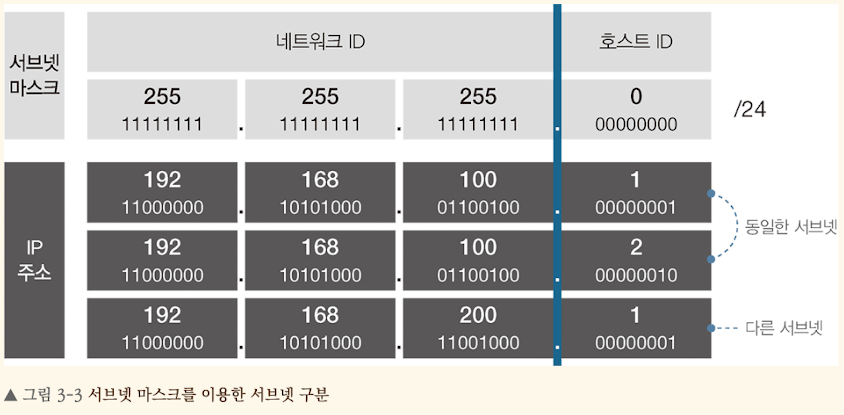 네트워크 ID 호스트 ID
서브넷
마스크
255 255 255 0
11111111 . 11111111 . 11111111 . 00000000
/24
192 168 100 1
11000000 . 10101000 . 01100100 . 00000001
동일한 서브넷
IP
주소
192 168 100 2
11000000 . 10101000 . 01100100 . 00000010
192 168 200 1
11000000 . 10101000 . 11001000 . 00000001
다른 서브넷
▲ 그림 3-3 서브넷 마스크를 이용한 서브넷 구분